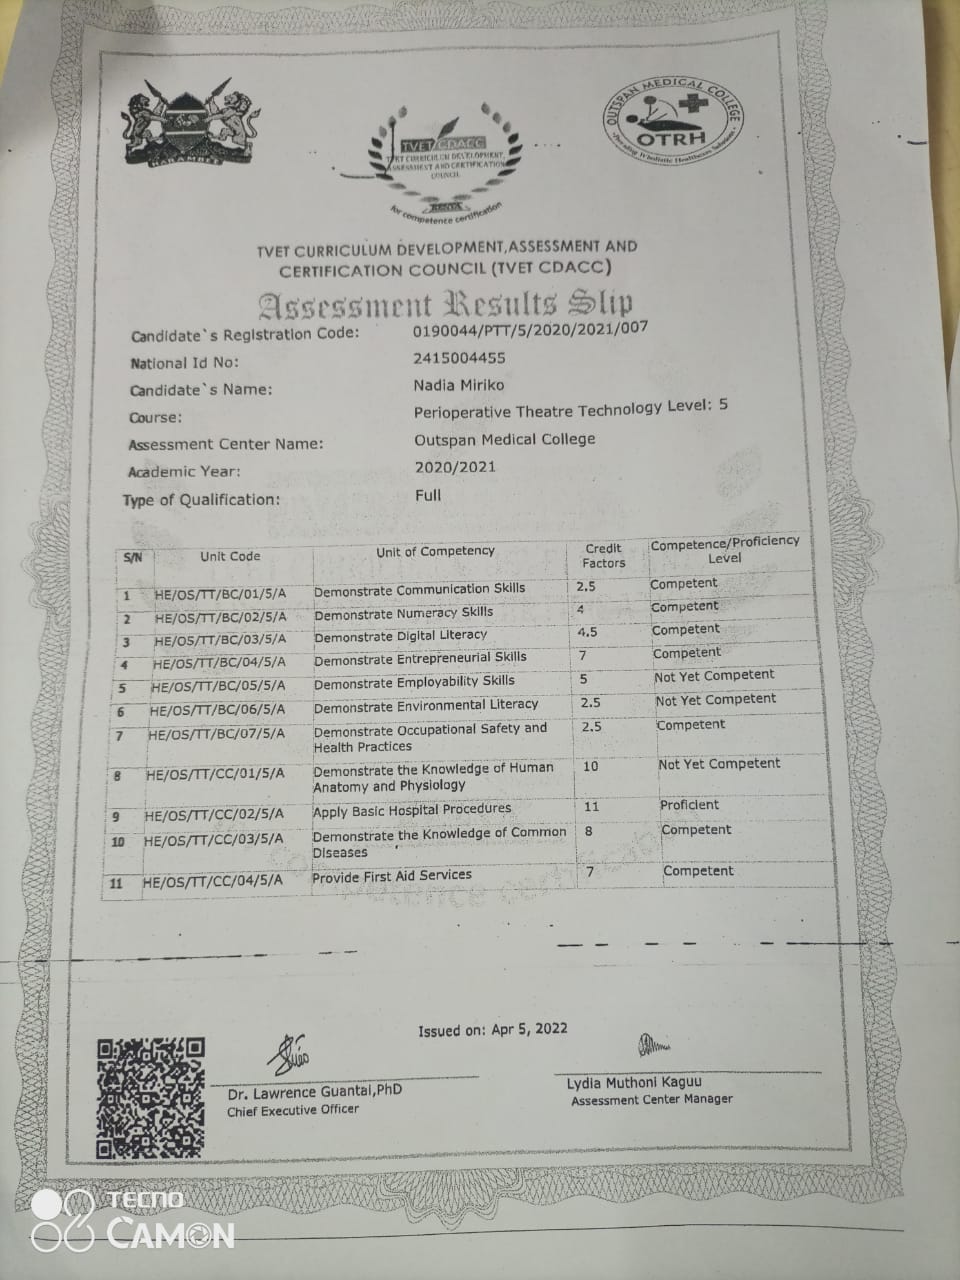 HARAMBEE
TVET CDACC
TVET CURRICULUM DEVELOPMENT,
ASSESSMENT AND CERTIFICATION
COUNCIL
KENYA
for competence certification
OUTSPAN MEDICAL COLLEGE
OTRH
TVET CURRICULUM DEVELOPMENT,ASSESSMENT AND
CERTIFICATION COUNCIL (TVET CDACC)
Assessment Results Slip
Candidate`s Registration Code: 0190044/PTT/5/2020/2021/007
National Id No: 2415004455
Candidate`s Name: Nadia Miriko
Course: Perioperative Theatre Technology Level: 5
Assessment Center Name: Outspan Medical College
Academic Year: 2020/2021
Type of Qualification: Full
S/N Unit Code Unit of Competency Credit Factors Competence/Proficiency Level
1 HE/OS/TT/BC/01/5/A Demonstrate Communication Skills 2.5 Competent
2 HE/OS/TT/BC/02/5/A Demonstrate Numeracy Skills 4 Competent
3 HE/OS/TT/BC/03/5/A Demonstrate Digital Literacy 4.5 Competent
4 HE/OS/TT/BC/04/5/A Demonstrate Entrepreneurial Skills 7 Competent
5 HE/OS/TT/BC/05/5/A Demonstrate Employability Skills 5 Not Yet Competent
6 HE/OS/TT/BC/06/5/A Demonstrate Environmental Literacy 2.5 Not Yet Competent
7 HE/OS/TT/BC/07/5/A Demonstrate Occupational Safety and 2.5 Competent
Health Practices
8 HE/OS/TT/CC/01/5/A Demonstrate the Knowledge of Human 10 Not Yet Competent
Anatomy and Physiology
9 HE/OS/TT/CC/02/5/A Apply Basic Hospital Procedures 11 Proficient
10 HE/OS/TT/CC/03/5/A Demonstrate the Knowledge of Common 8 Competent
Diseases
11 HE/OS/TT/CC/04/5/A Provide First Aid Services 7 Competent
Issued on: Apr 5, 2022
Dr. Lawrence Guantai,PhD
Chief Executive Officer
Lydia Muthoni Kaguu
Assessment Center Manager
TECNO
CAMON